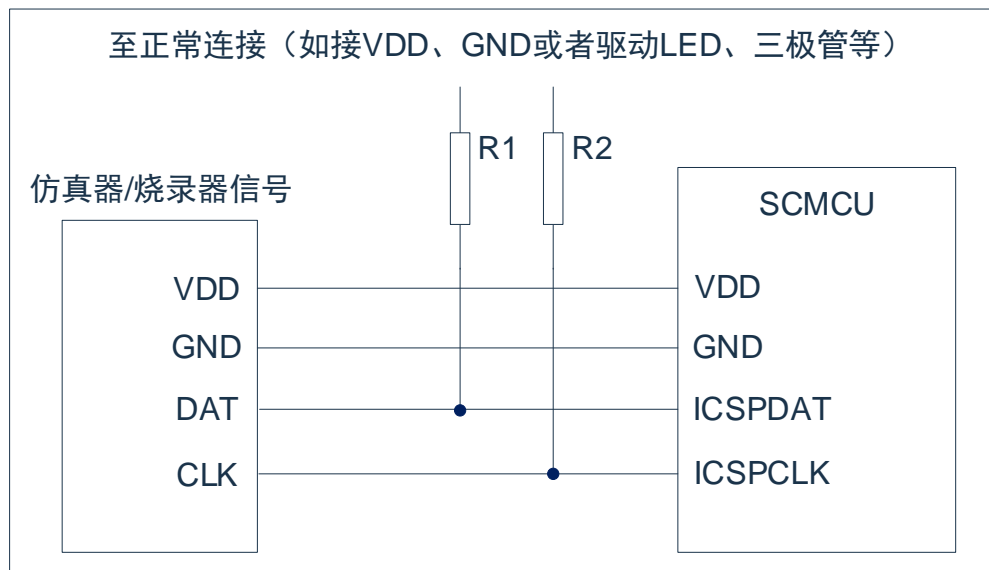 至正常连接（如接VDD、GND或者驱动LED、三极管等）
R1
R2
仿真器/烧录器信号
SCMCU
VDD
VDD
GND
GND
DAT
ICSPDAT
CLK
ICSPCLK